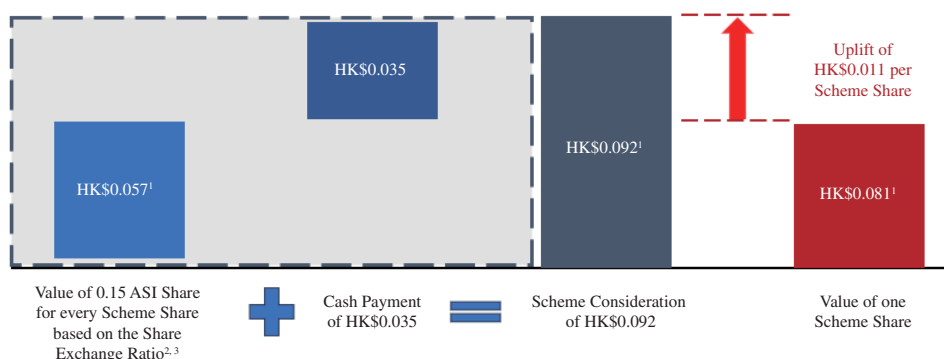 HK$0.035
Uplift of
HK$0.011 per
Scheme Share
HK$0.057¹
HK$0.092¹
HK$0.081¹
Value of 0.15 ASI Share
for every Scheme Share
based on the Share
Exchange Ratio²,³
Cash Payment
of HK$0.035
Scheme Consideration
of HK$0.092
Value of one
Scheme Share